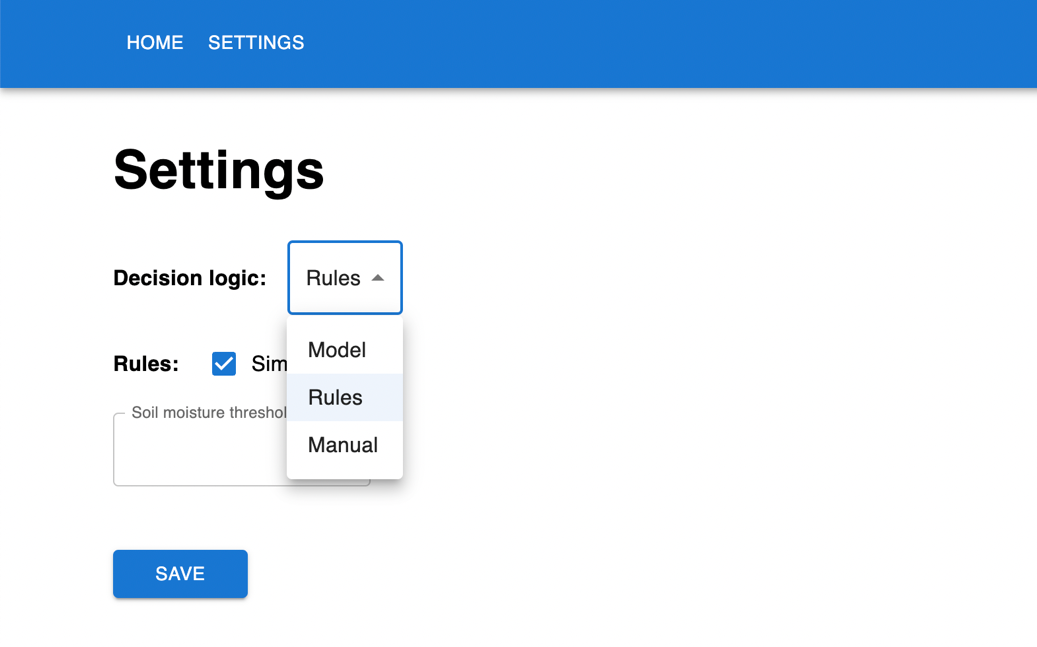 HOME SETTINGS
Settings
Decision logic: Rules
Model
Rules: Sim
Rules
Soil moisture threshol
Manual
SAVE